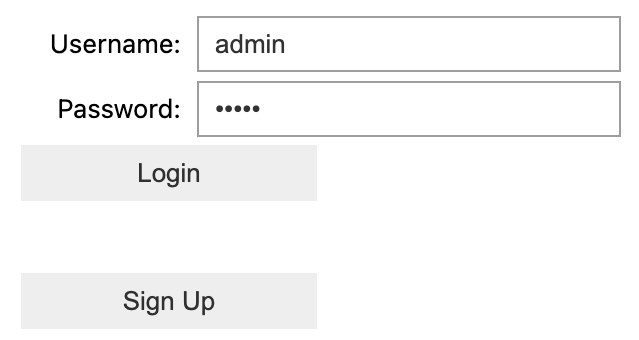 Username: admin
Password: •••••
Login
Sign Up